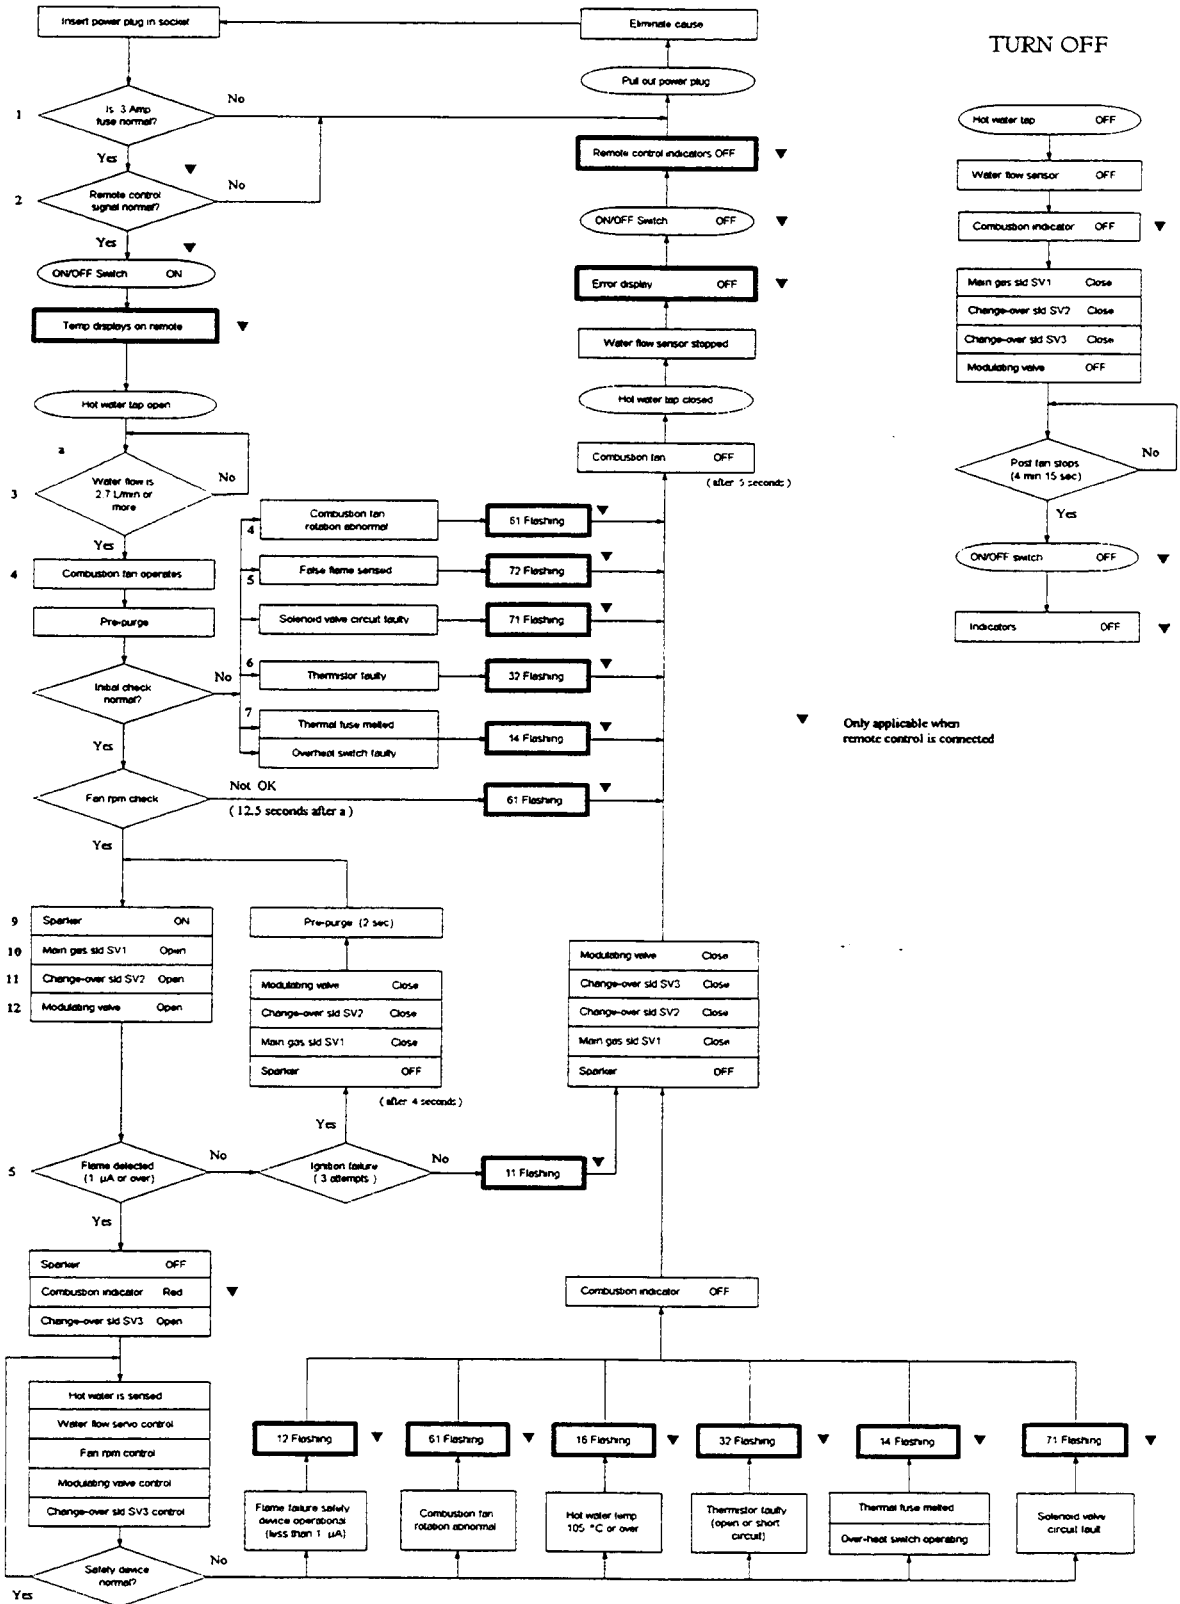 Insert power plug in socket
Eliminate cause
TURN OFF
Pull out power plug
1
Is 3 Amp
fuse normal?
No
Yes
▼
2
Remote control
signal normal?
No
Yes
▼
ON/OFF Switch ON
Temp displays on remote ▼
Hot water tap open
a
3
Water flow is
2.7 L/min or
more
No
Yes
4
Combustion fan operates
Pre-purge
Initial check
normal?
No
Yes
Fan rpm check
Not OK
( 12.5 seconds after a )
61 Flashing ▼
Yes
4
Combustion fan
rotation abnormal
61 Flashing ▼
5
False flame sensed
72 Flashing ▼
Solenoid valve circuit faulty
71 Flashing ▼
6
Thermistor faulty
32 Flashing ▼
7
Thermal fuse melted
Overheat switch faulty
14 Flashing ▼
Remote control indicators OFF ▼
ON/OFF Switch OFF ▼
Error display OFF ▼
Water flow sensor stopped
Hot water tap closed
Combustion fan OFF
( after 5 seconds )
Hot water tap OFF
Water flow sensor OFF
Combustion indicator OFF ▼
Main gas sld SV1 Close
Change-over sld SV2 Close
Change-over sld SV3 Close
Modulating valve OFF
Post fan stops
(4 min 15 sec)
No
Yes
ON/OFF switch OFF ▼
Indicators OFF ▼
▼ Only applicable when
remote control is connected
9 Sparker ON
10 Main gas sld SV1 Open
11 Change-over sld SV2 Open
12 Modulating valve Open
Pre-purge (2 sec)
Modulating valve Close
Change-over sld SV2 Close
Main gas sld SV1 Close
Sparker OFF
( after 4 seconds )
Modulating valve Close
Change-over sld SV3 Close
Change-over sld SV2 Close
Main gas sld SV1 Close
Sparker OFF
Yes
5
Flame detected
(1 µA or over)
No
Ignition failure
( 3 attempts )
No
11 Flashing ▼
Yes
Sparker OFF
Combustion indicator Red ▼
Change-over sld SV3 Open
Combustion indicator OFF
Hot water is sensed
Water flow servo control
Fan rpm control
Modulating valve control
Change-over sld SV3 control
Safety device
normal?
No
Yes
12 Flashing ▼
61 Flashing ▼
16 Flashing ▼
32 Flashing ▼
14 Flashing ▼
71 Flashing ▼
Flame failure safety
device operational
(less than 1 µA)
Combustion fan
rotation abnormal
Hot water temp
105 °C or over
Thermistor faulty
(open or short
circuit)
Thermal fuse melted
Over-heat switch operating
Solenoid valve
circuit fault